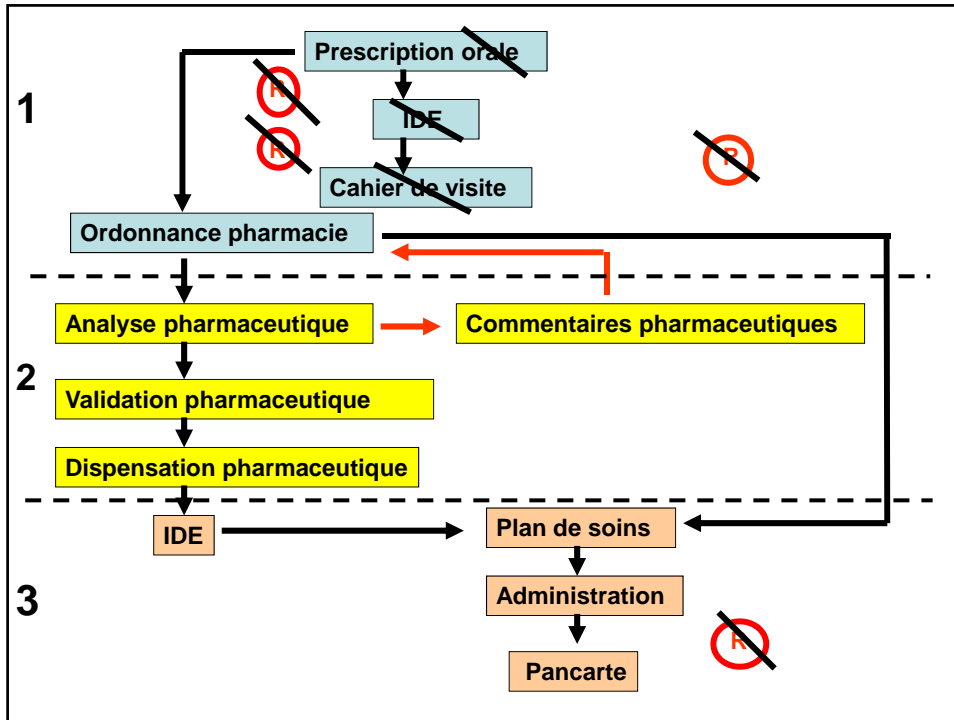 Prescription orale
R
1
IDE
R
R
Cahier de visite
Ordonnance pharmacie
Analyse pharmaceutique
Commentaires pharmaceutiques
2
Validation pharmaceutique
Dispensation pharmaceutique
IDE
Plan de soins
3
Administration
R
Pancarte